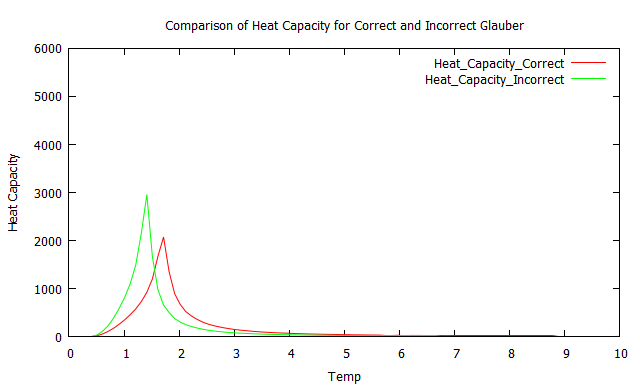 Comparison of Heat Capacity for Correct and Incorrect Glauber
6000
Heat_Capacity_Correct
Heat_Capacity_Incorrect
5000
4000
Heat Capacity
3000
2000
1000
0
0 1 2 3 4 5 6 7 8 9 10
Temp